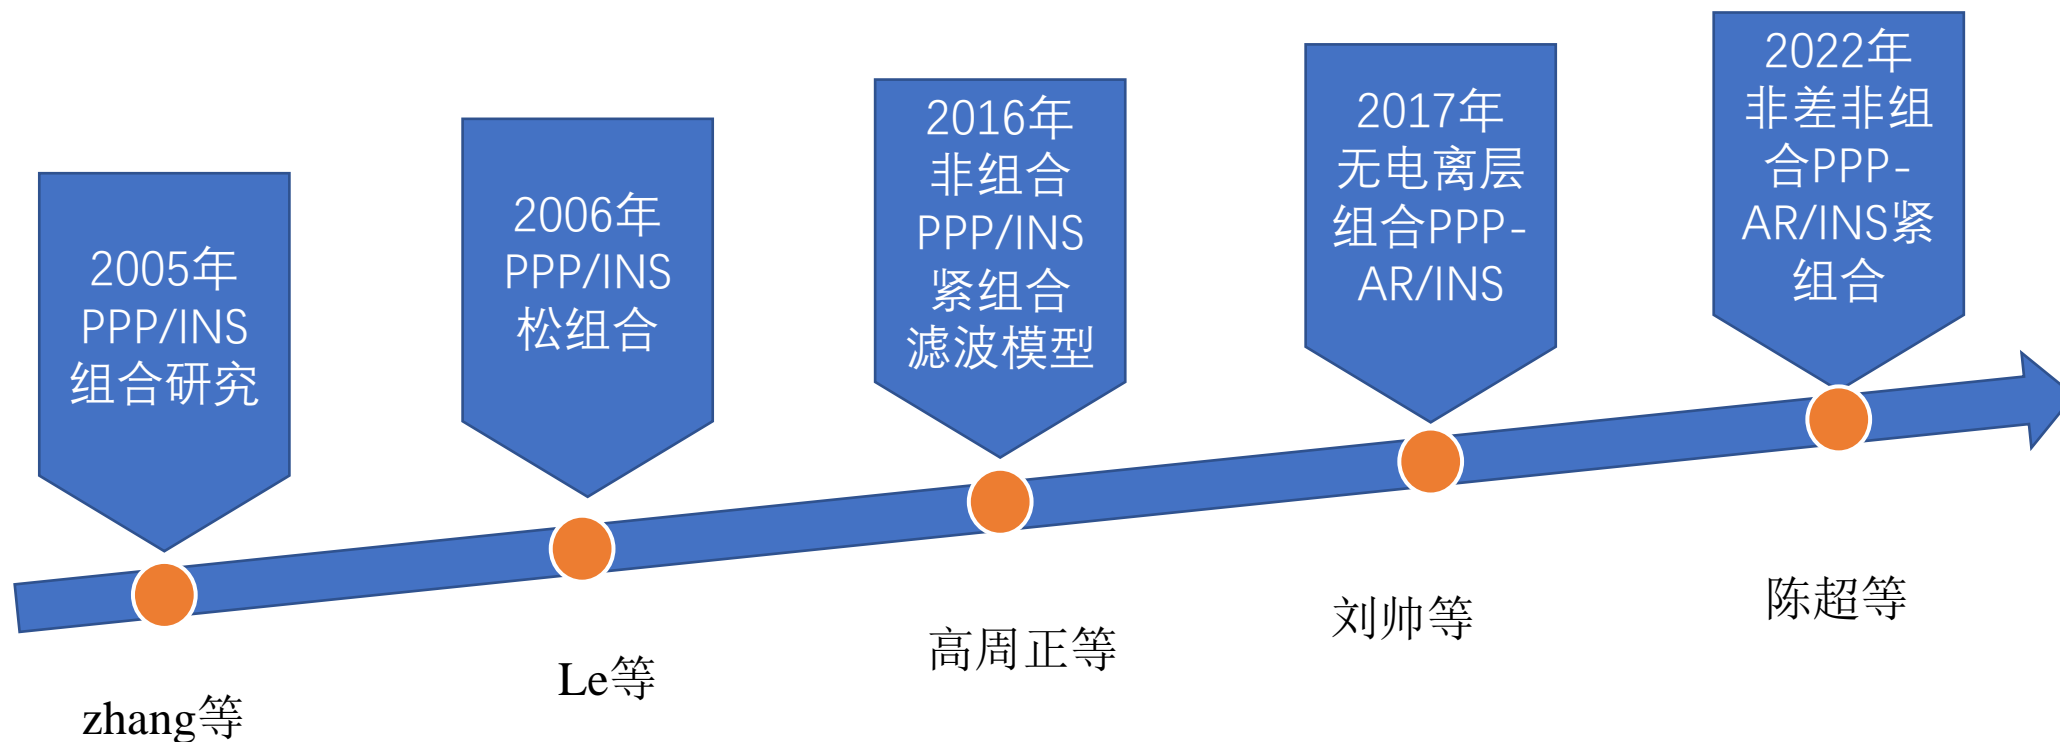 2005年
PPP/INS
组合研究
2006年
PPP/INS
松组合
2016年
非组合
PPP/INS
紧组合
滤波模型
2017年
无电离层
组合PPP-
AR/INS
2022年
非差非组
合PPP-
AR/INS紧
组合
zhang等
Le等
高周正等
刘帅等
陈超等